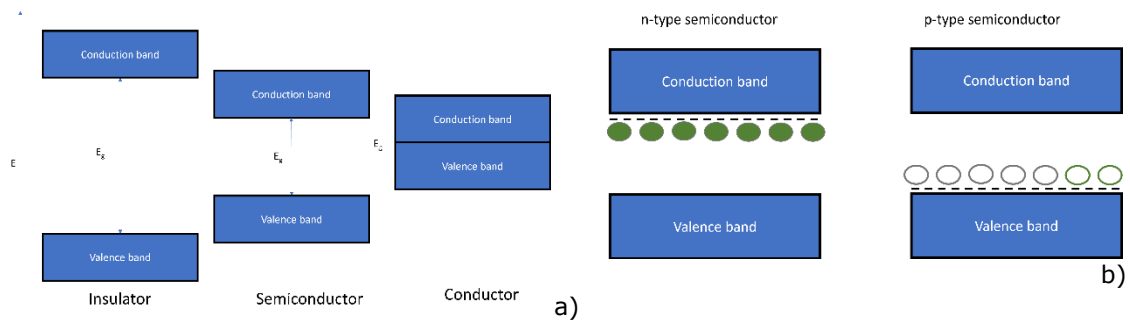 Conduction band
E
Eg
Valence band
Insulator
Conduction band
Eg
Valence band
Semiconductor
Eg
Conduction band
Valence band
Conductor
a)
n-type semiconductor
Conduction band
Valence band
p-type semiconductor
Conduction band
Valence band
b)